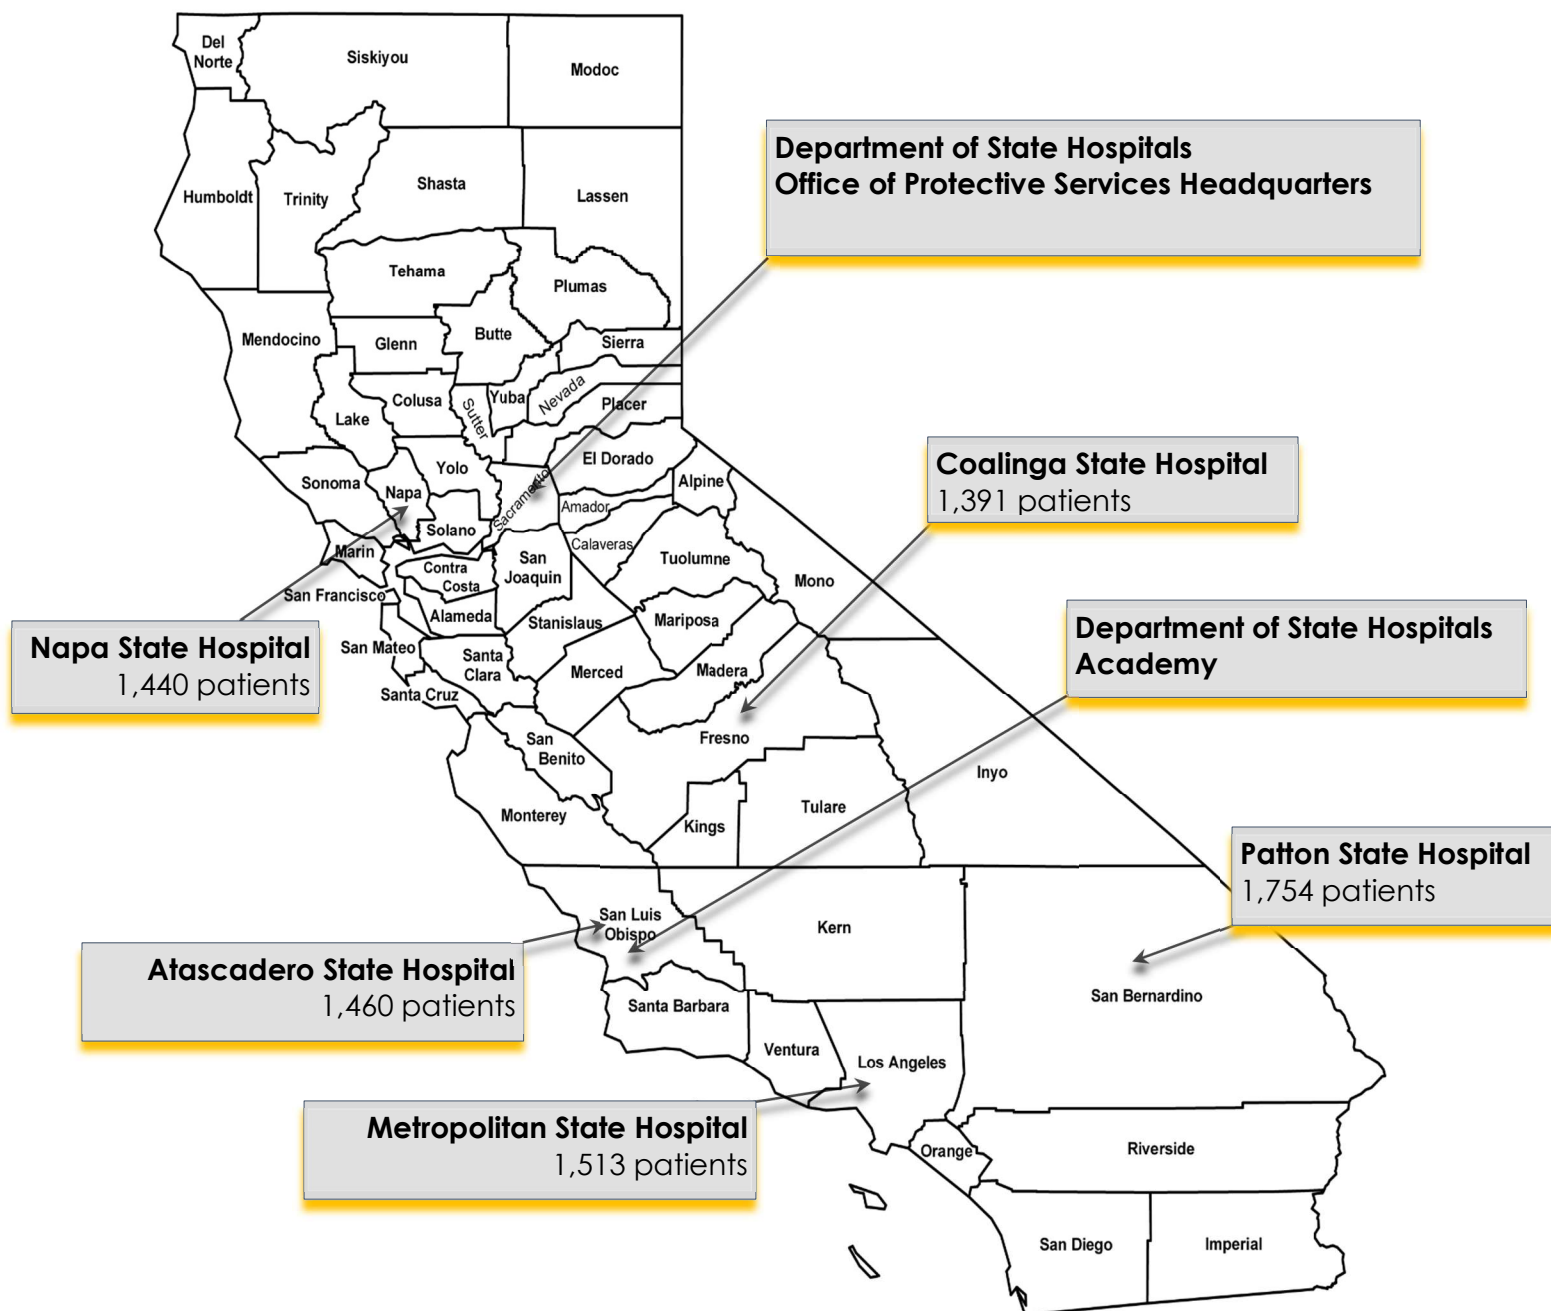 Del
Norte
Siskiyou
Modoc
Humboldt
Trinity
Shasta
Lassen
Department of State Hospitals
Office of Protective Services Headquarters
Tehama
Plumas
Mendocino
Glenn
Butte
Sierra
Lake
Colusa
Sutter
Yuba
Nevada
Placer
El Dorado
Sonoma
Napa
Yolo
Sacramento
Amador
Alpine
Solano
Calaveras
Marin
Contra
Costa
San
Joaquin
Tuolumne
Mono
Coalinga State Hospital
1,391 patients
San Francisco
Alameda
Stanislaus
Mariposa
Napa State Hospital
1,440 patients
San Mateo
Santa
Clara
Merced
Madera
Department of State Hospitals
Academy
Santa Cruz
San
Benito
Fresno
Inyo
Monterey
Kings
Tulare
Patton State Hospital
1,754 patients
San Luis
Obispo
Kern
Atascadero State Hospital
1,460 patients
Santa Barbara
San Bernardino
Ventura
Los Angeles
Metropolitan State Hospital
1,513 patients
Orange
Riverside
San Diego
Imperial